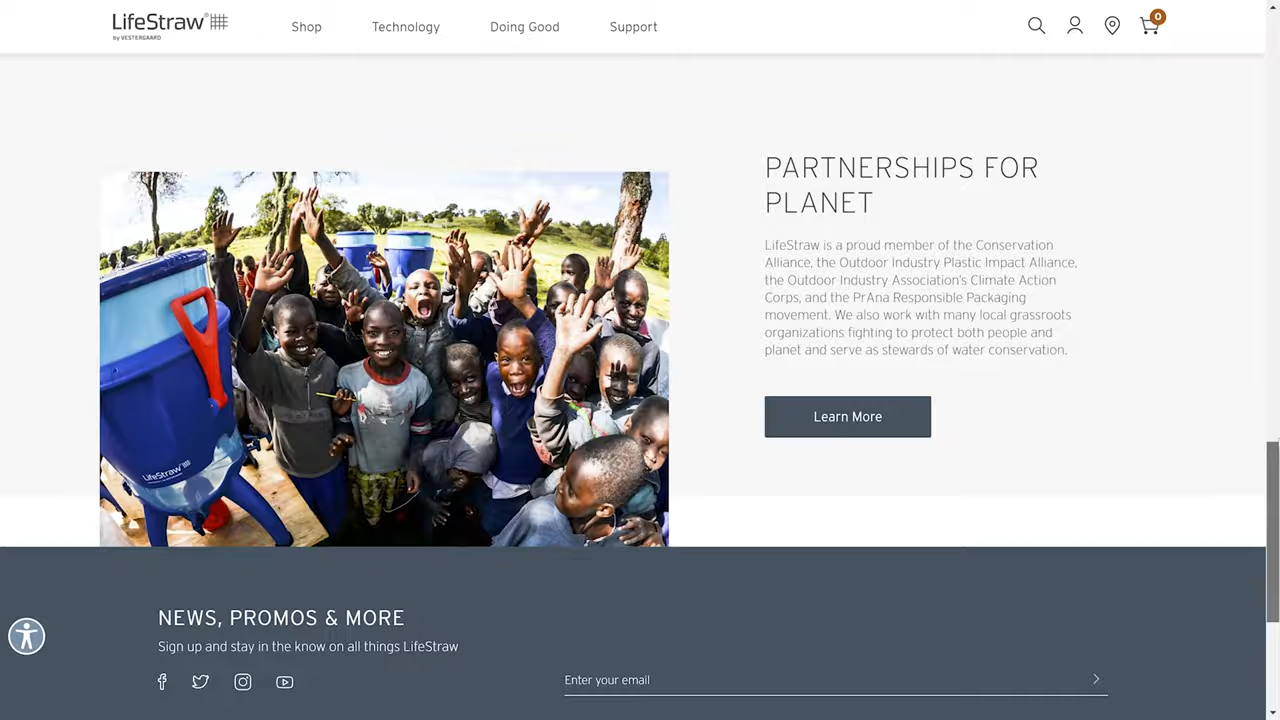 LifeStraw®
by VESTERGAARD
Shop
Technology
Doing Good
Support
0
PARTNERSHIPS FOR
PLANET
LifeStraw is a proud member of the Conservation
Alliance, the Outdoor Industry Plastic Impact Alliance,
the Outdoor Industry Association's Climate Action
Corps, and the PrAna Responsible Packaging
movement. We also work with many local grassroots
organizations fighting to protect both people and
planet and serve as stewards of water conservation.
Learn More
LifeStraw
NEWS, PROMOS & MORE
Sign up and stay in the know on all things LifeStraw
Enter your email